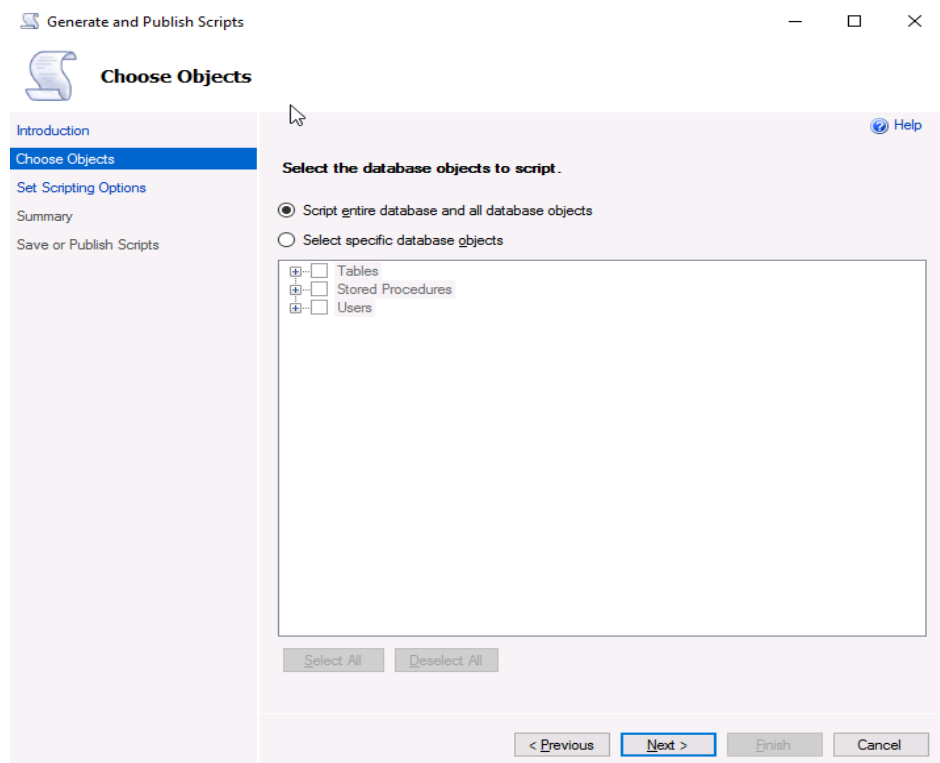 Generate and Publish Scripts
Choose Objects
Introduction
Choose Objects
Set Scripting Options
Summary
Save or Publish Scripts
Help
Select the database objects to script.
Script entire database and all database objects
Select specific database objects
Tables
Stored Procedures
Users
Select All Deselect All
< Previous Next > Finish Cancel